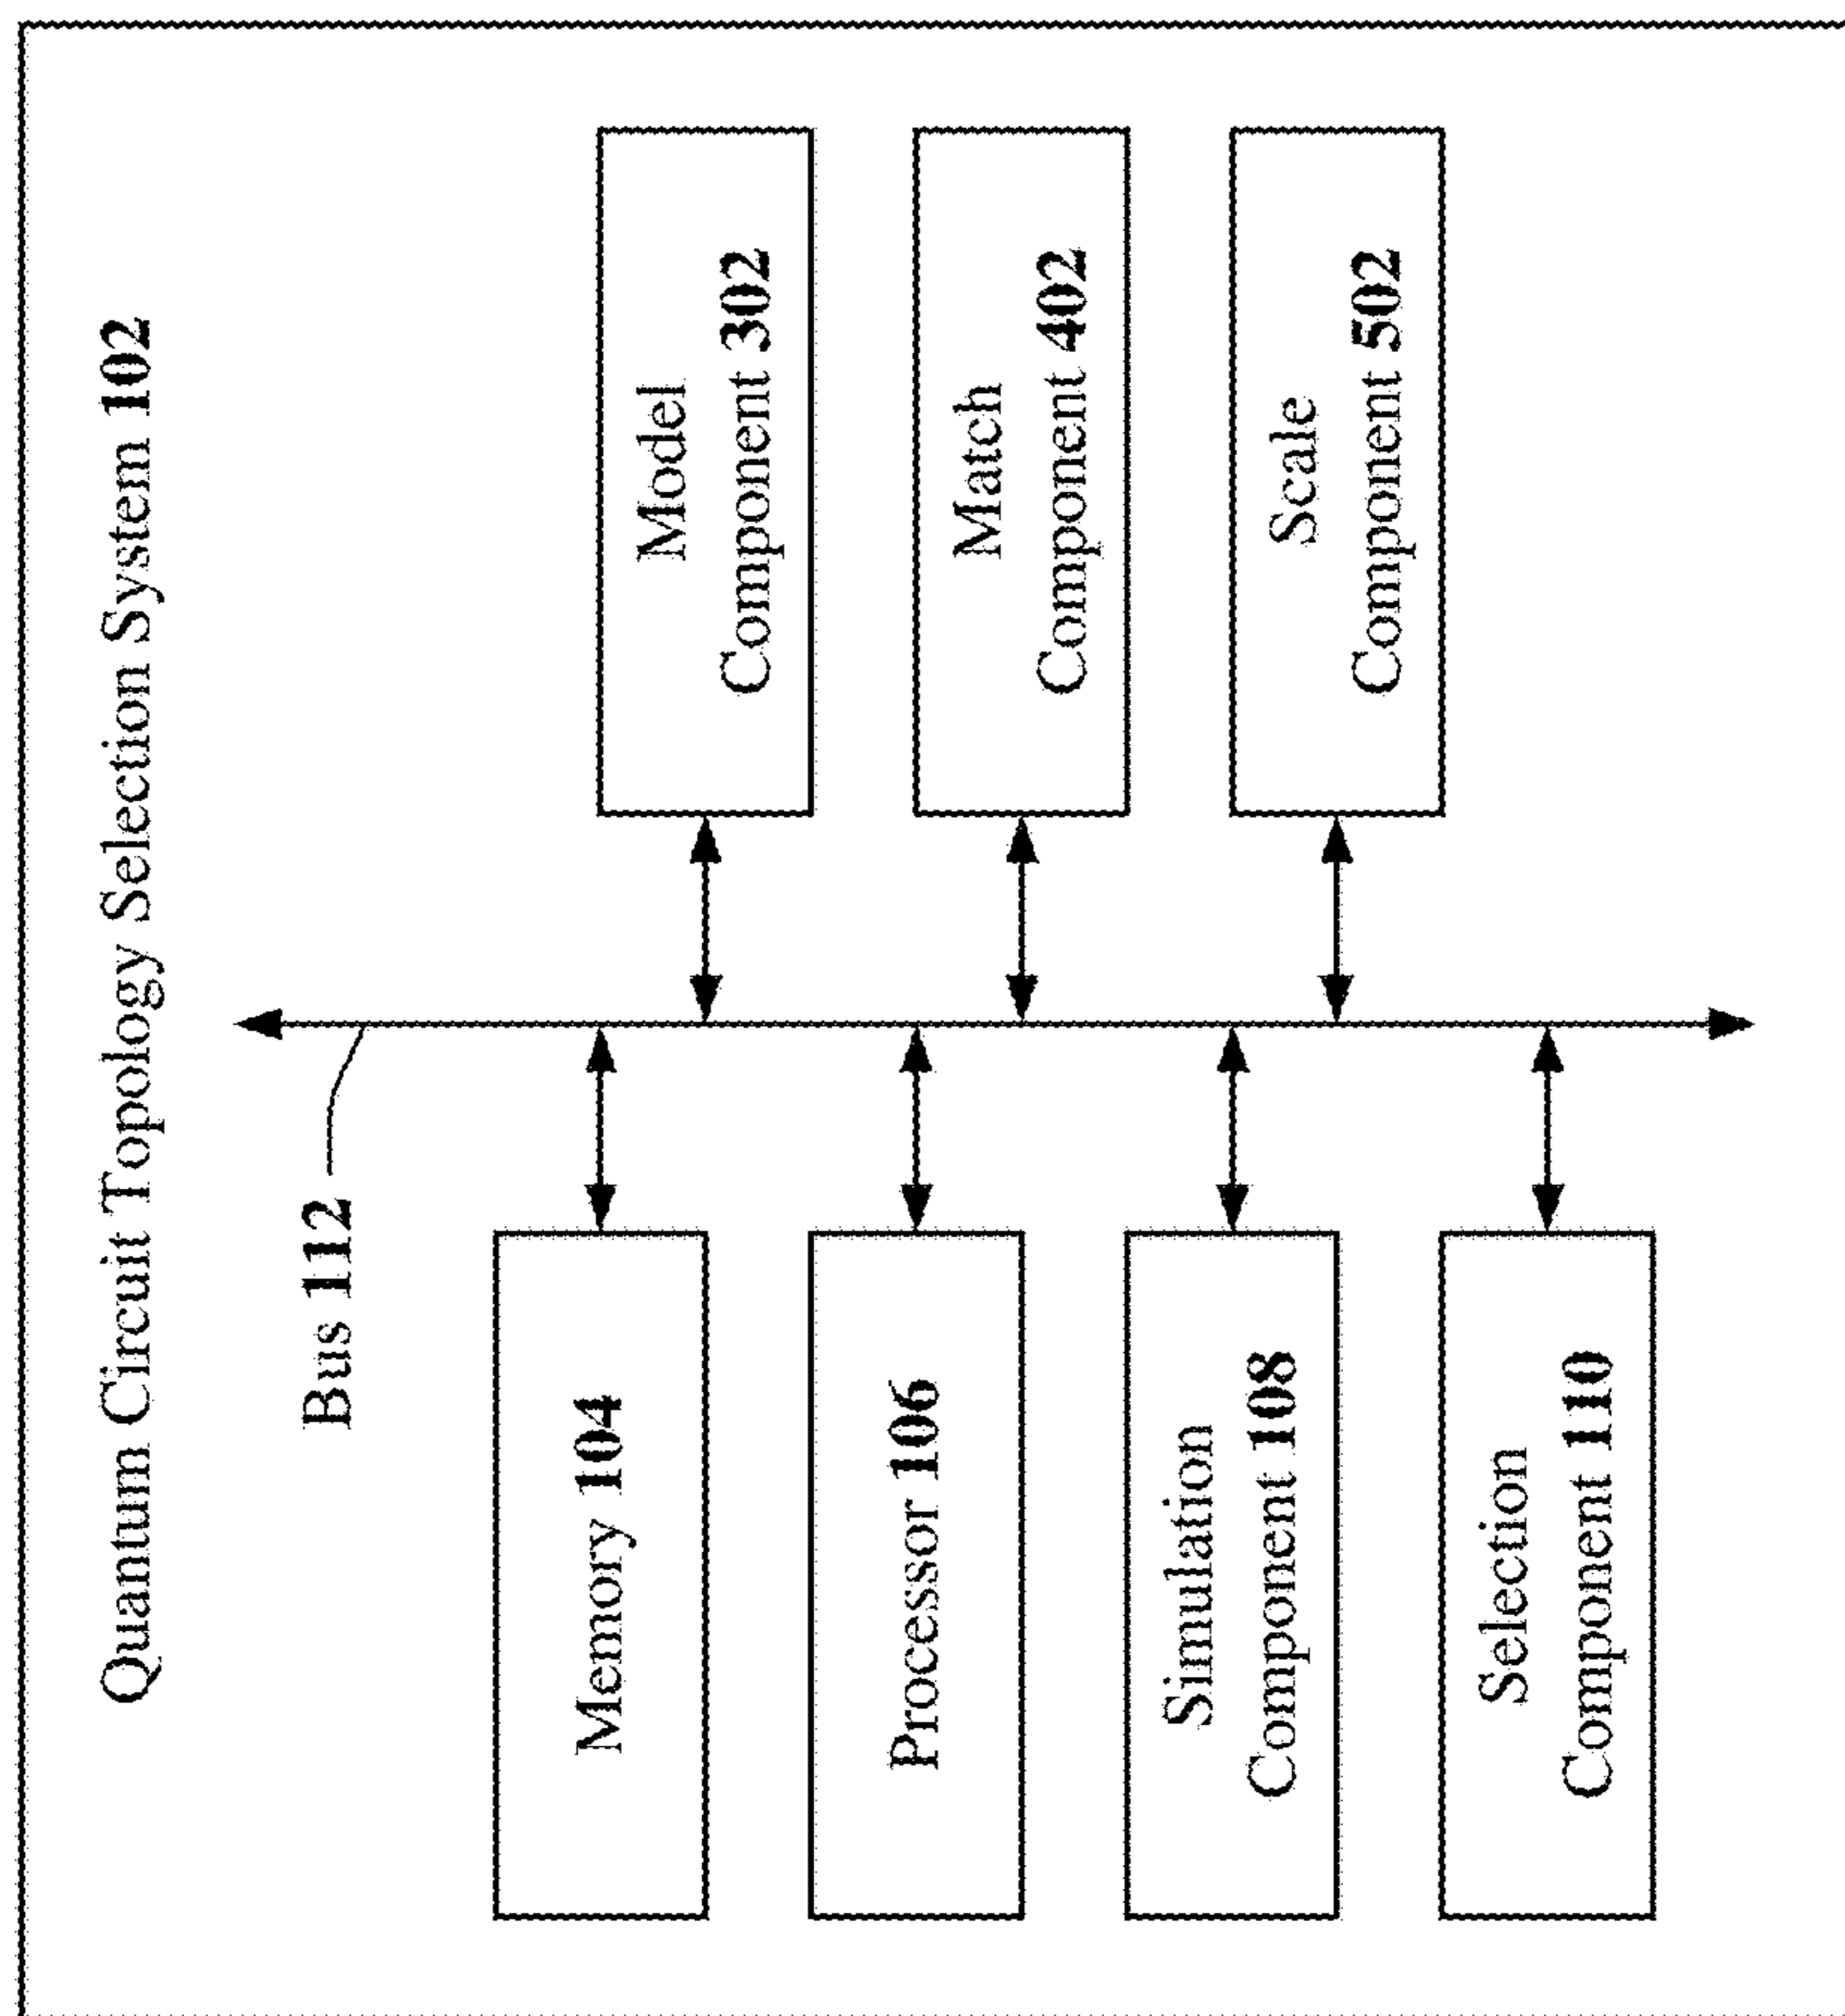 Quantum Circuit Topology Selection System 102
Bus 112
Memory 104
Processor 106
Simulation
Component 108
Selection
Component 110
Model
Component 302
Match
Component 402
Scale
Component 502